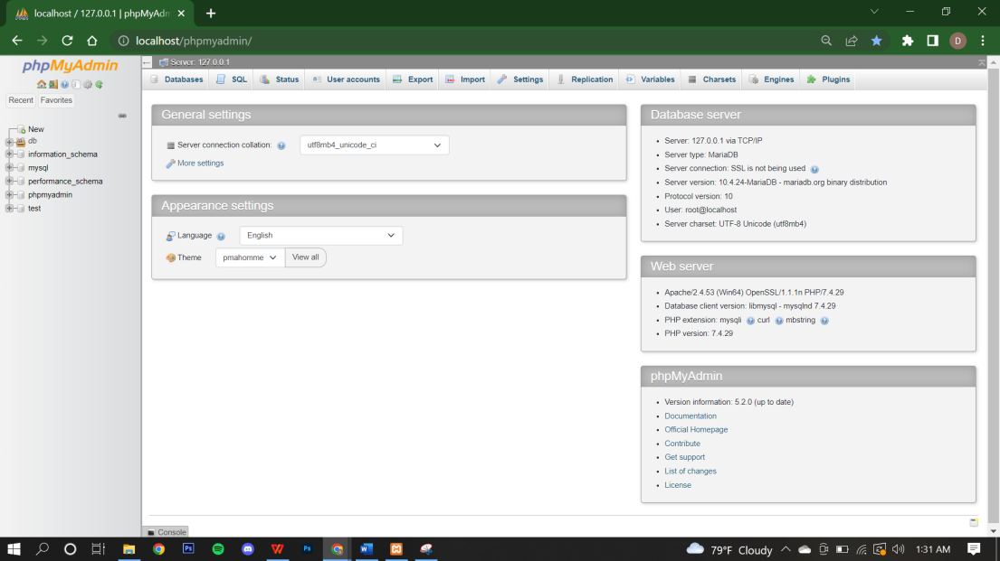 localhost / 127.0.0.1 | phpMyAdm
localhost/phpmyadmin/
D
phpMyAdmin
Recent Favorites
New
db
information_schema
mysql
performance_schema
phpmyadmin
test
Server: 127.0.0.1
Databases SQL Status User accounts Export Import Settings Replication Variables Charsets Engines Plugins
General settings
Server connection collation: utf8mb4_unicode_ci
More settings
Appearance settings
Language English
Theme pmahomme View all
Database server
Server: 127.0.0.1 via TCP/IP
Server type: MariaDB
Server connection: SSL is not being used
Server version: 10.4.24-MariaDB - mariadb.org binary distribution
Protocol version: 10
User: root@localhost
Server charset: UTF-8 Unicode (utf8mb4)
Web server
Apache/2.4.53 (Win64) OpenSSL/1.1.1n PHP/7.4.29
Database client version: libmysql - mysqlnd 7.4.29
PHP extension: mysqli curl mbstring
PHP version: 7.4.29
phpMyAdmin
Version information: 5.2.0 (up to date)
Documentation
Official Homepage
Contribute
Get support
List of changes
License
Console
Ps W Ps W
79°F Cloudy 1:31 AM